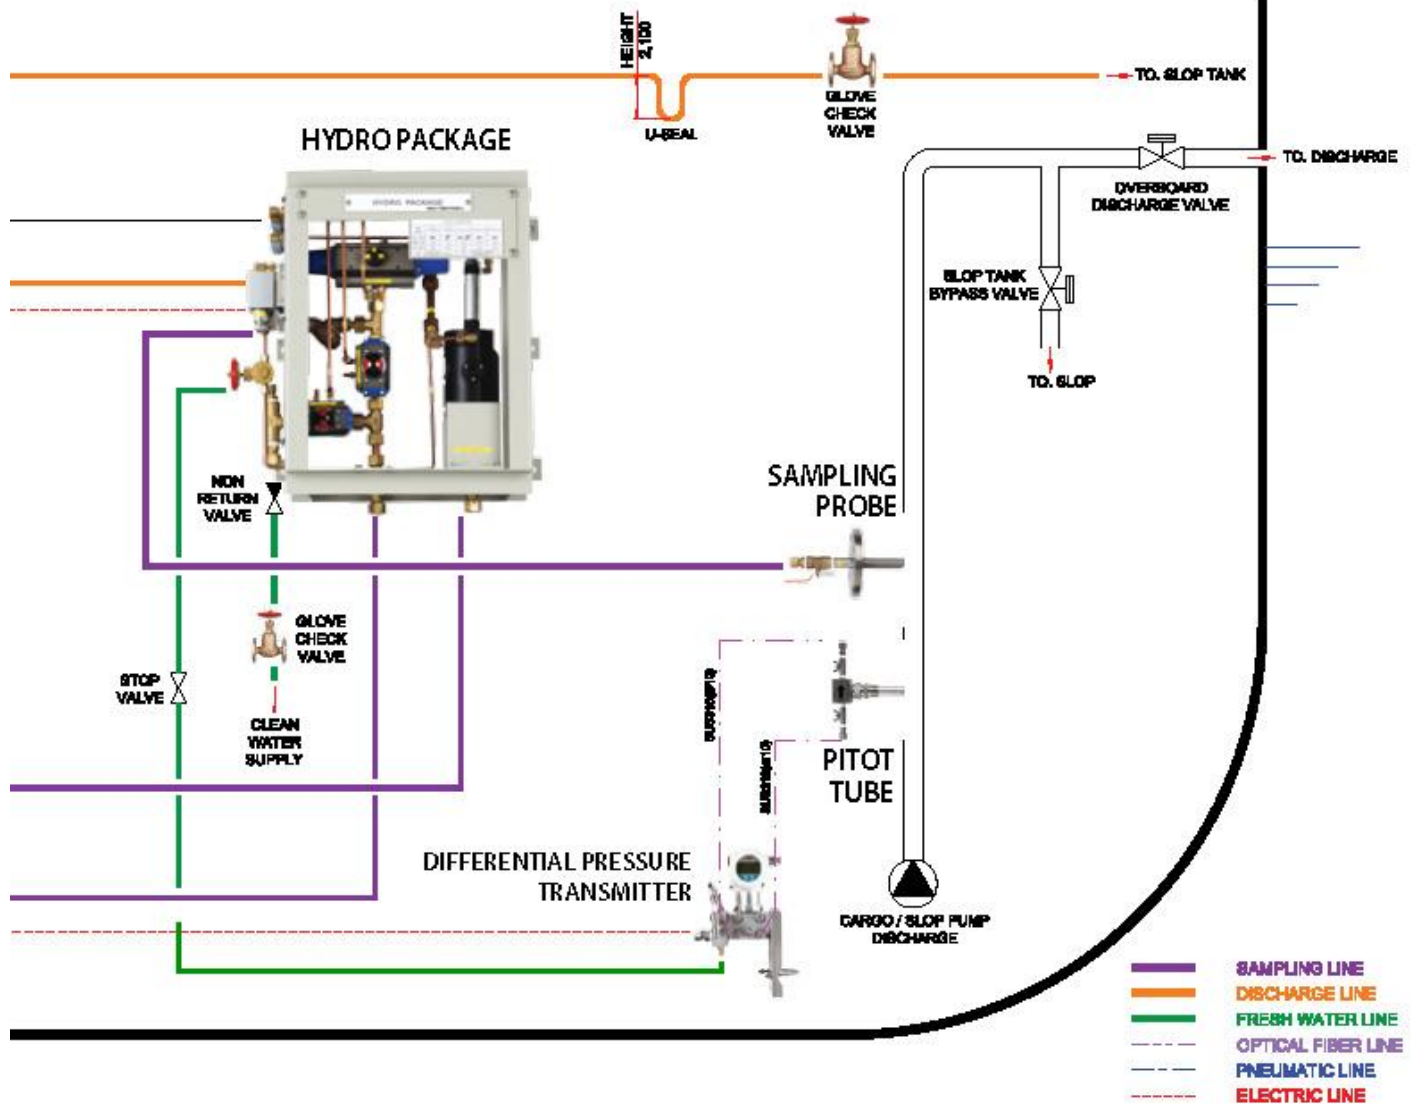 HEIGHT
2,100
TO. SLOP TANK
GLOVE
CHECK
VALVE
U-SEAL
HYDRO PACKAGE
TO. DISCHARGE
OVERBOARD
DISCHARGE VALVE
HYDRO PACKAGE
SLOP TANK
BYPASS VALVE
TO. SLOP
SAMPLING
PROBE
NON
RETURN
VALVE
GLOVE
CHECK
VALVE
STOP
VALVE
CLEAN
WATER
SUPPLY
PITOT
TUBE
DIFFERENTIAL PRESSURE
TRANSMITTER
CARGO / SLOP PUMP
DISCHARGE
SAMPLING LINE
DISCHARGE LINE
FRESH WATER LINE
OPTICAL FIBER LINE
PNEUMATIC LINE
ELECTRIC LINE